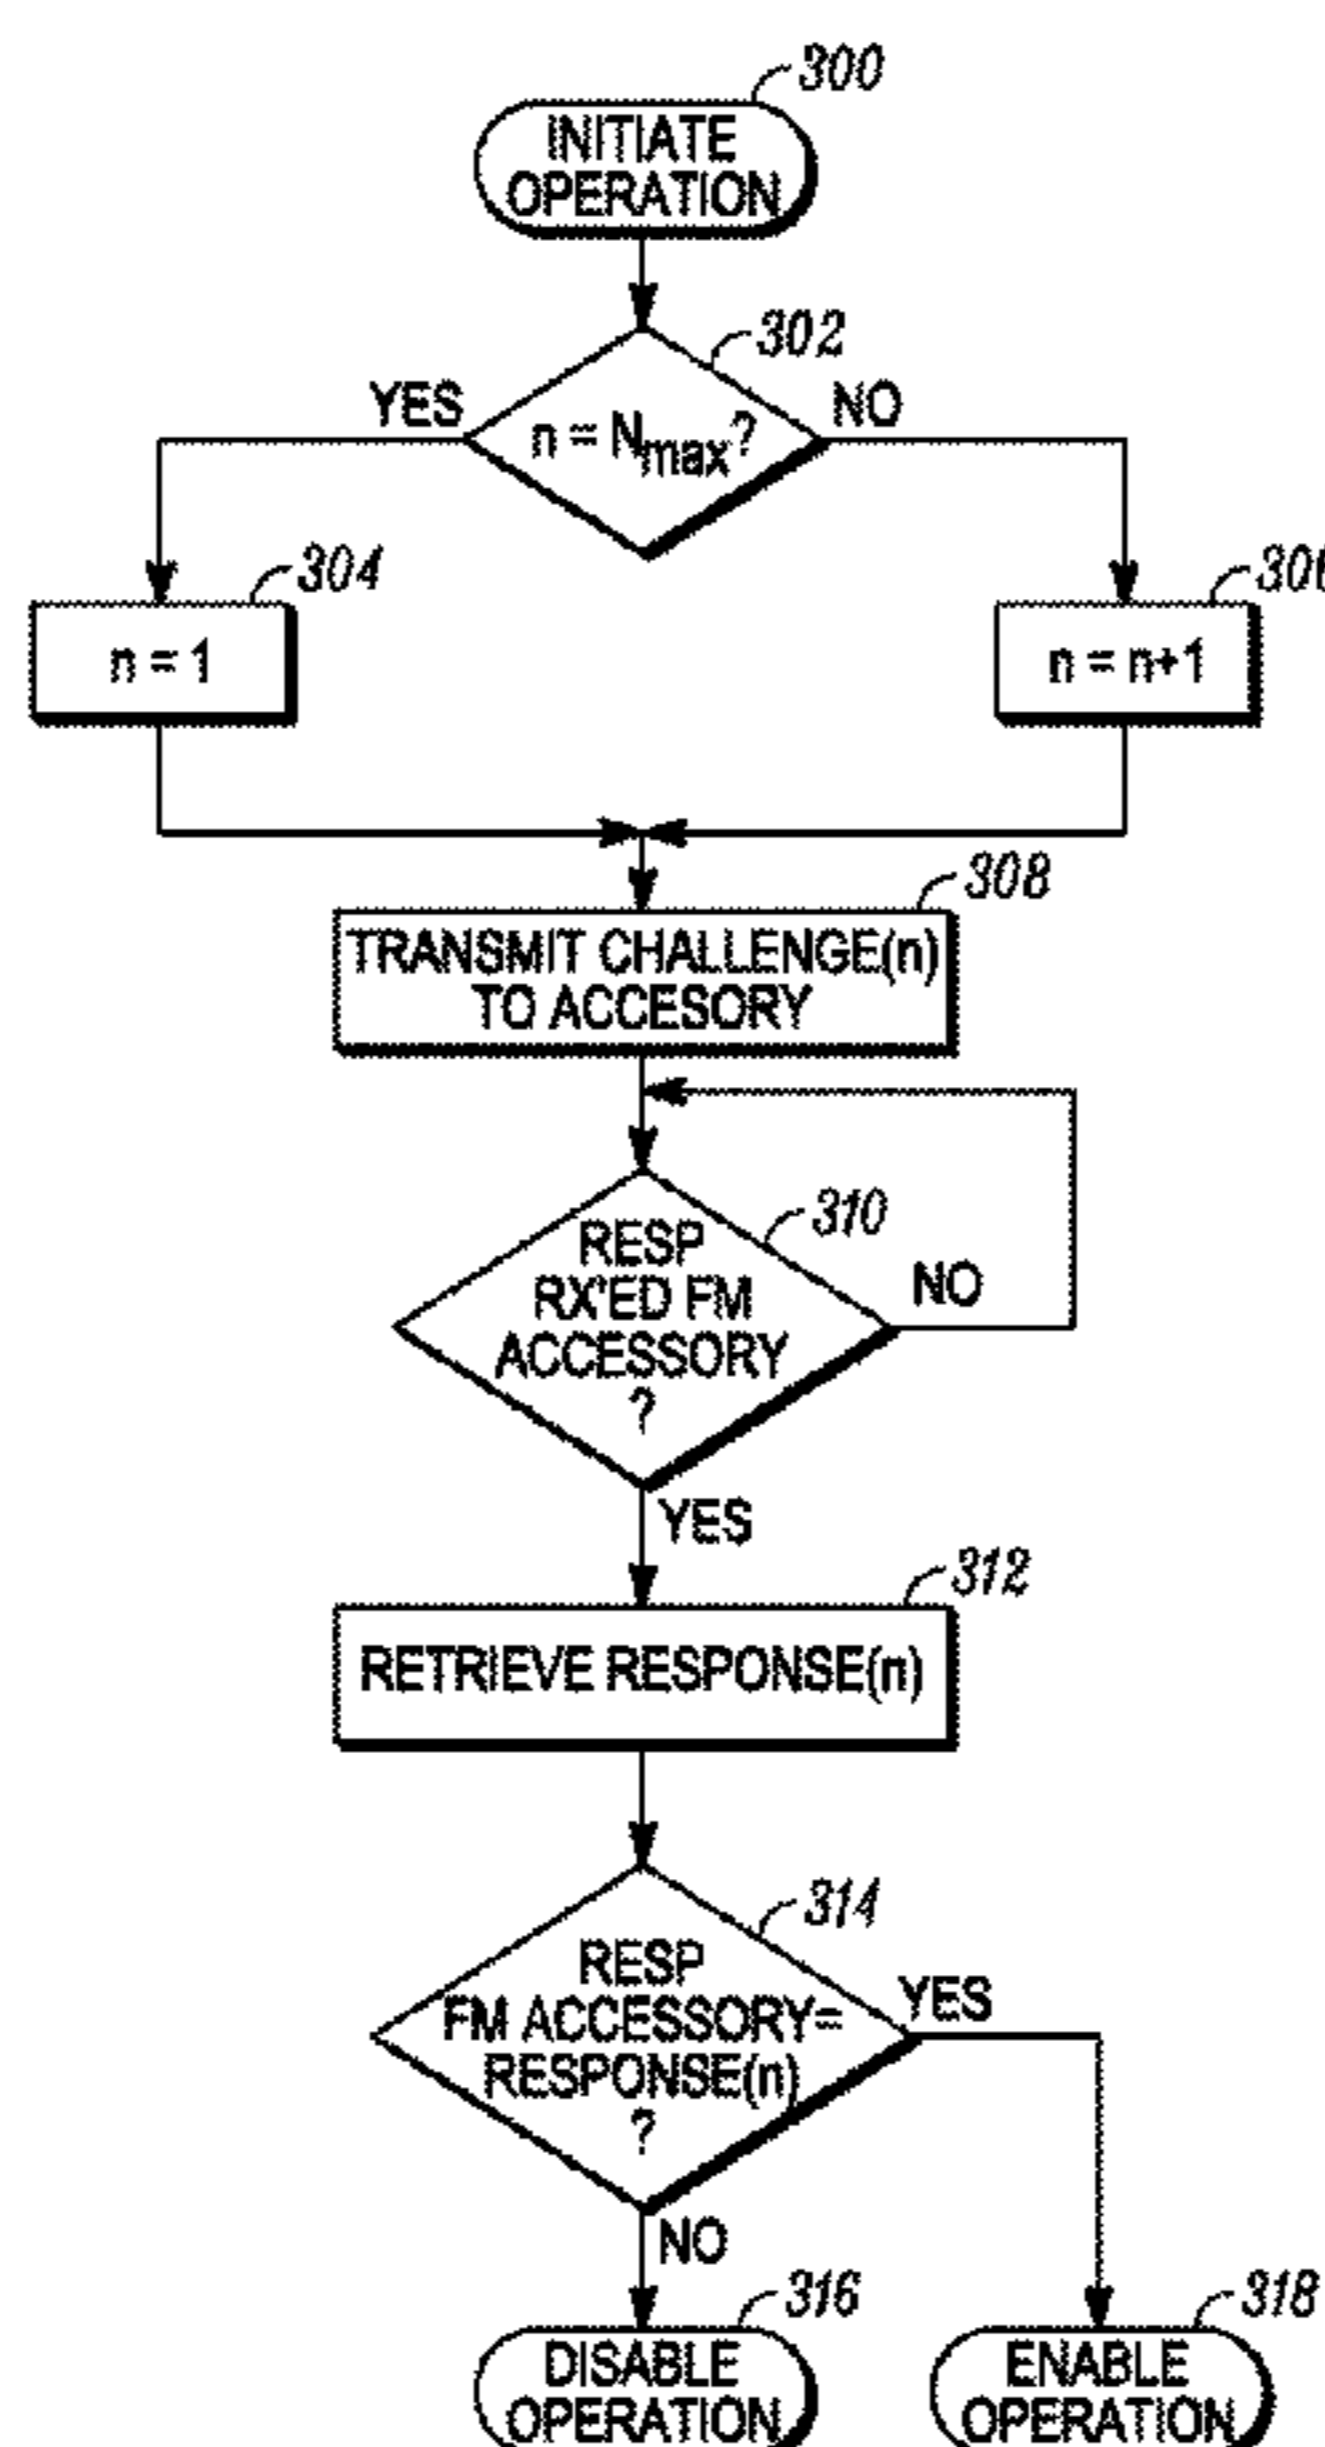 300
INITIATE
OPERATION
302
YES
n = Nmax?
NO
304
n = 1
306
n = n+1
308
TRANSMIT CHALLENGE(n)
TO ACCESORY
310
RESP
RX'ED FM
ACCESSORY
?
NO
YES
312
RETRIEVE RESPONSE(n)
314
RESP
FM ACCESSORY=
RESPONSE(n)
?
YES
NO
316
DISABLE
OPERATION
318
ENABLE
OPERATION